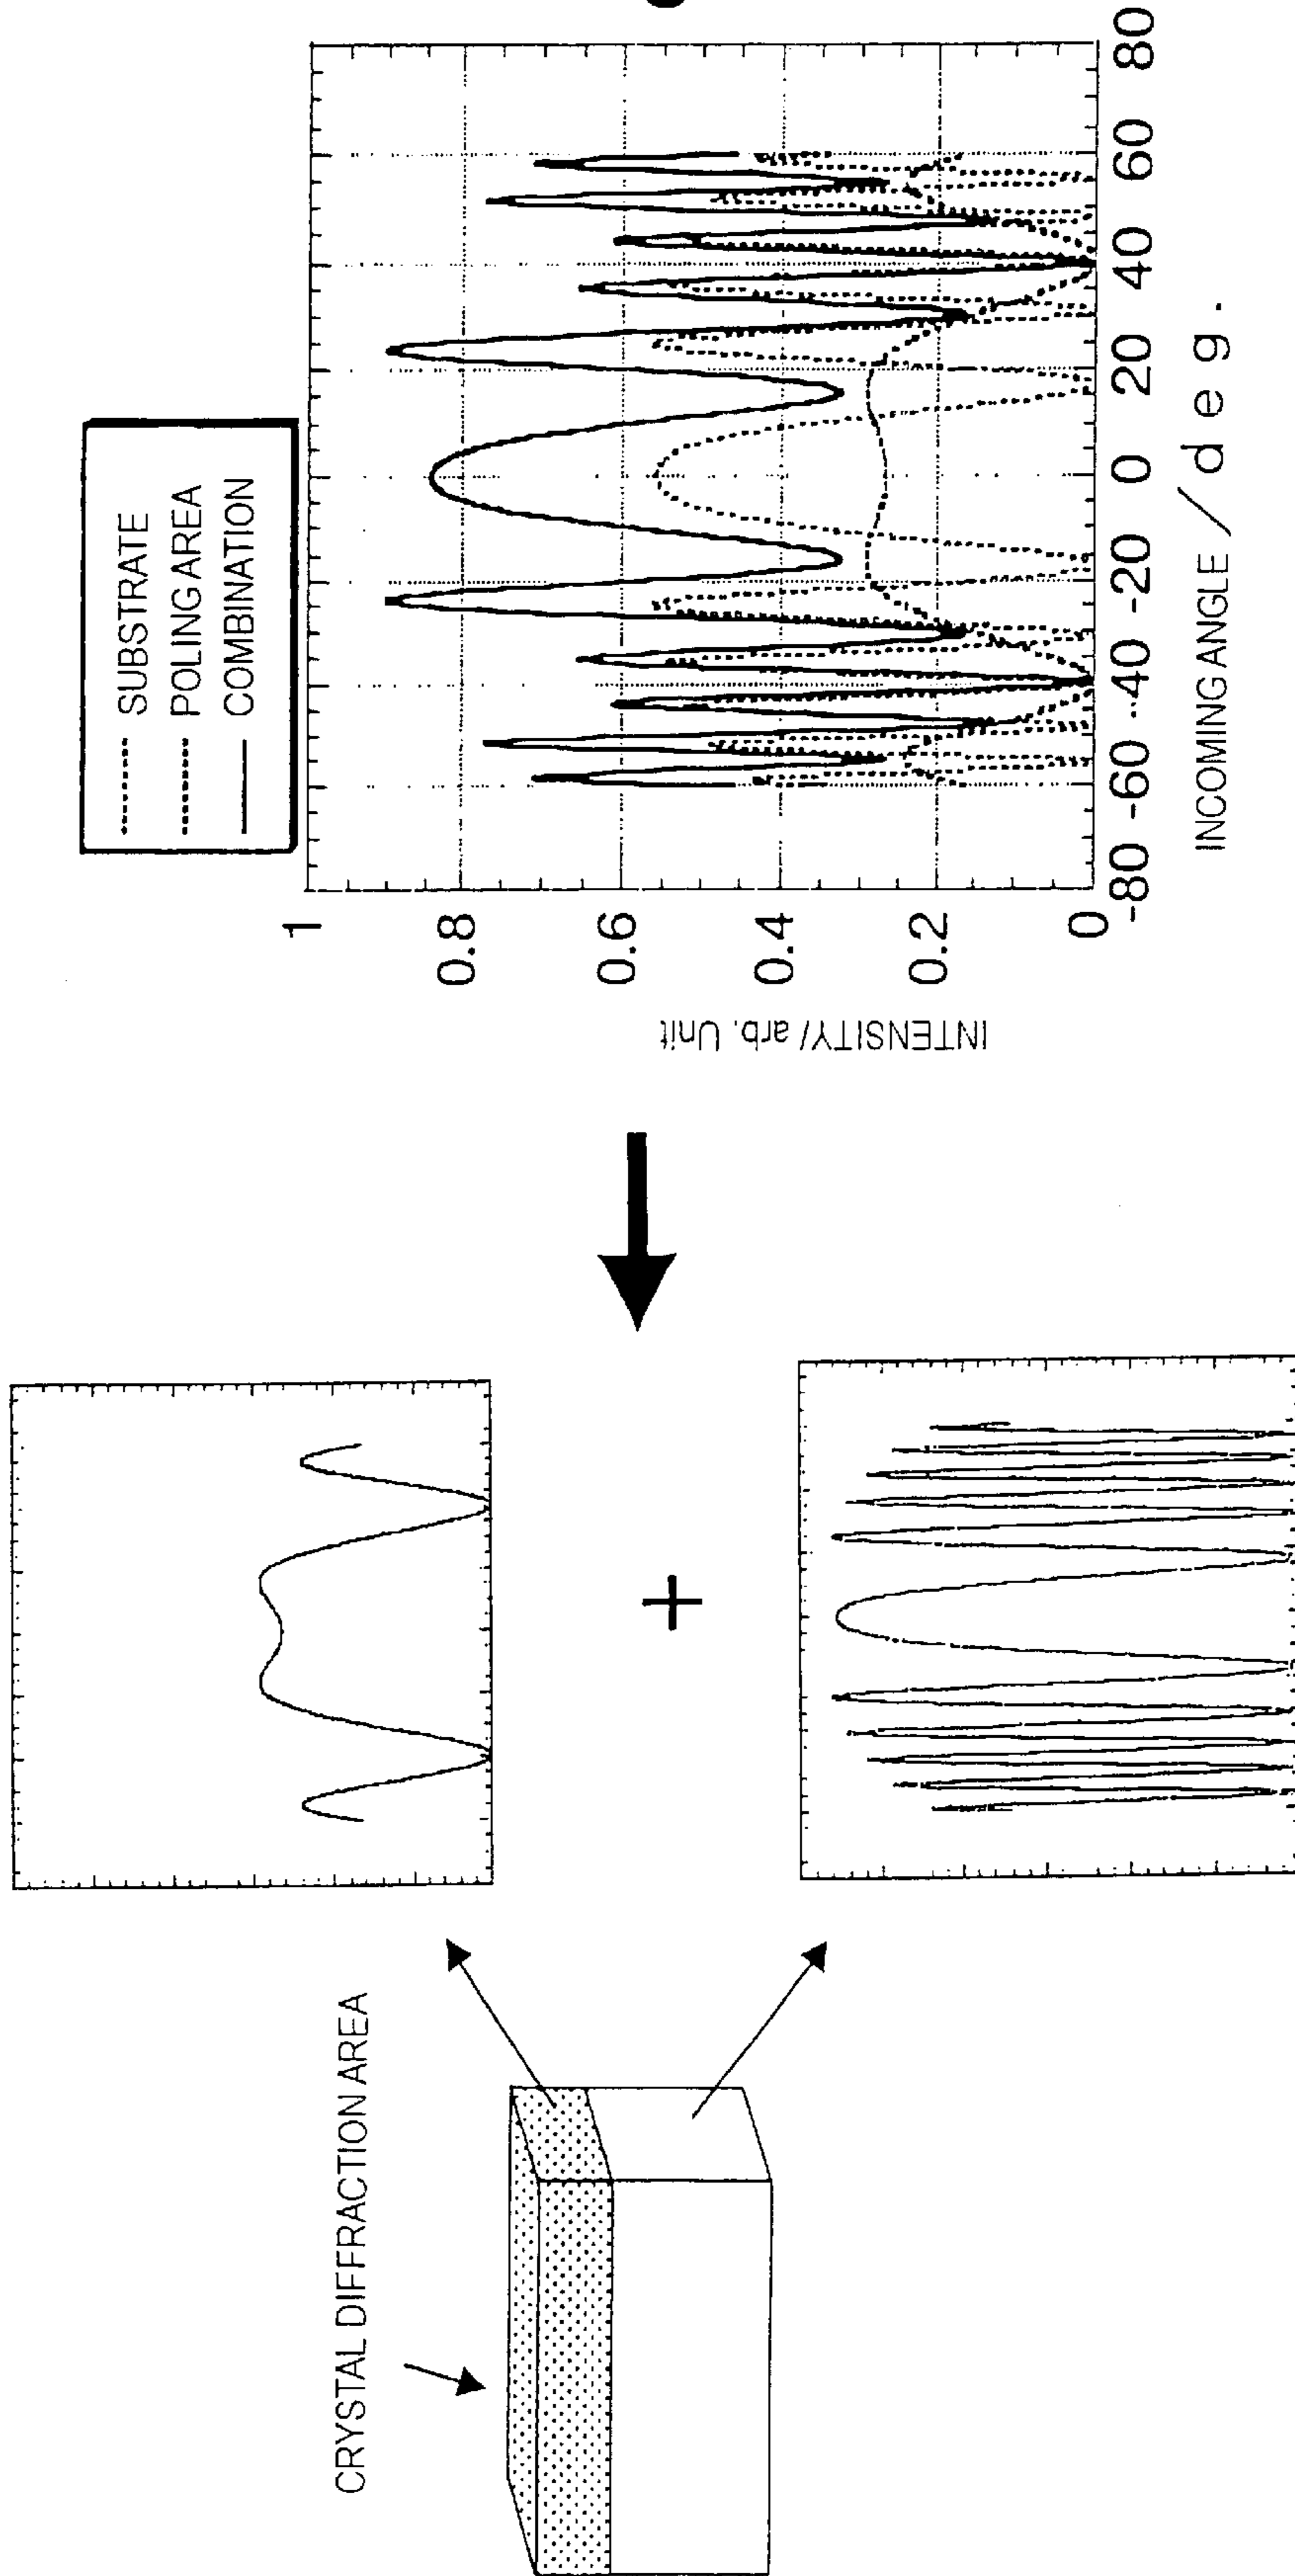 CRYSTAL DIFFRACTION AREA
+
SUBSTRATE
POLING AREA
COMBINATION
INTENSITY/ arb. Unit
1
0.8
0.6
0.4
0.2
0
-80 -60 -40 -20 0 20 40 60 80
INCOMING ANGLE / deg.